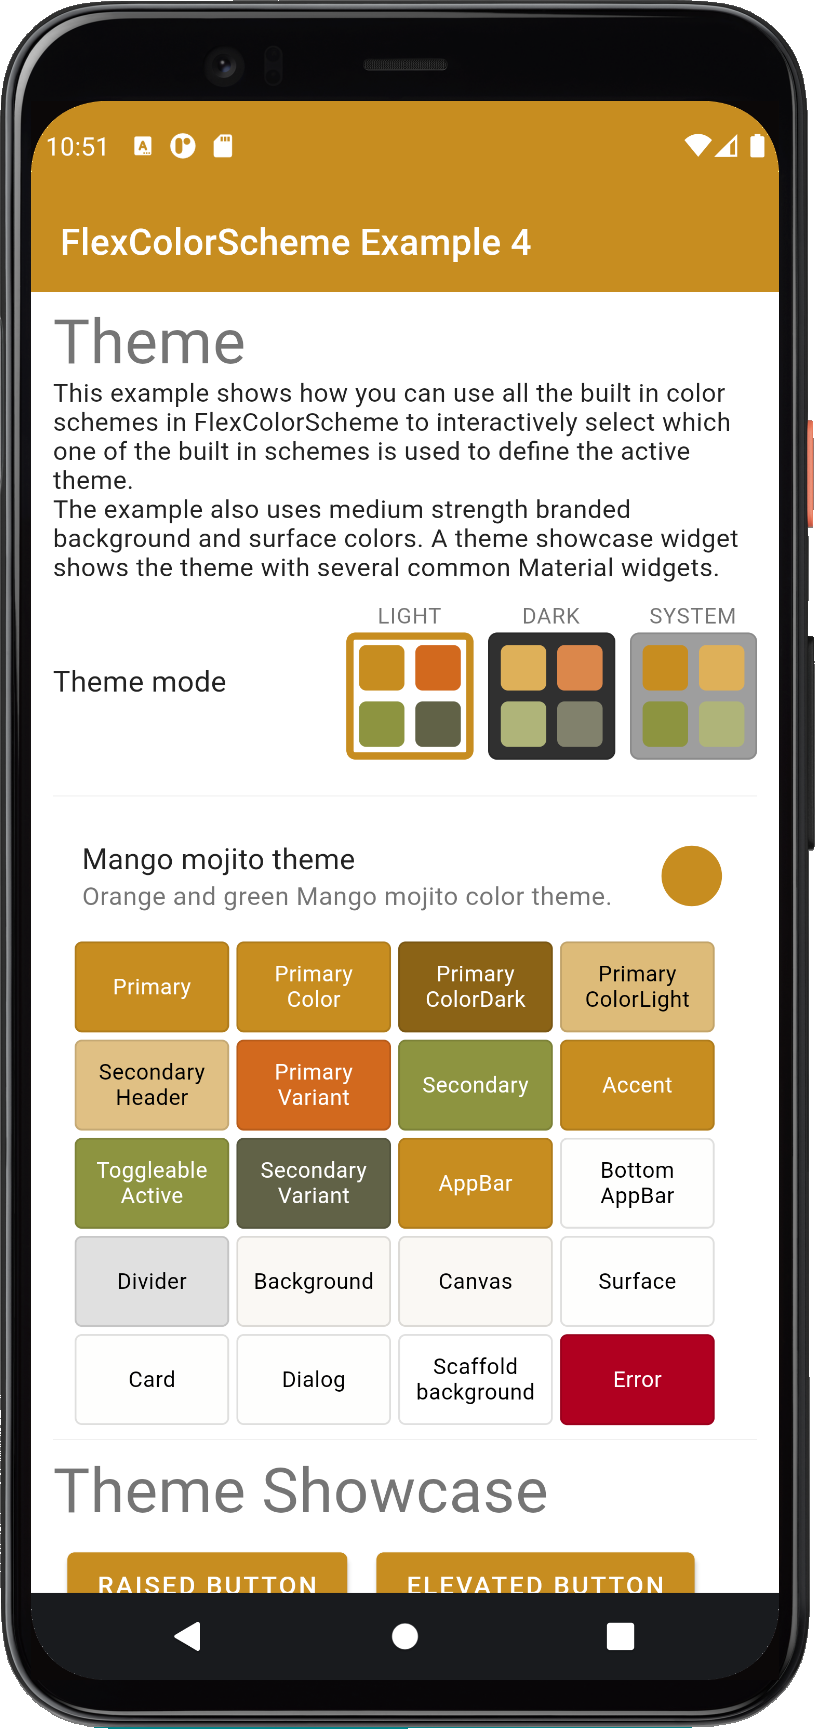 10:51
A
FlexColorScheme Example 4
Theme
This example shows how you can use all the built in color
schemes in FlexColorScheme to interactively select which
one of the built in schemes is used to define the active
theme.
The example also uses medium strength branded
background and surface colors. A theme showcase widget
shows the theme with several common Material widgets.
LIGHT DARK SYSTEM
Theme mode
Mango mojito theme
Orange and green Mango mojito color theme.
Primary
Primary
Color
Primary
ColorDark
Primary
ColorLight
Secondary
Header
Primary
Variant
Secondary
Accent
Toggleable
Active
Secondary
Variant
AppBar
Bottom
AppBar
Divider
Background
Canvas
Surface
Card
Dialog
Scaffold
background
Error
Theme Showcase
RAISED BUTTON ELEVATED BUTTON